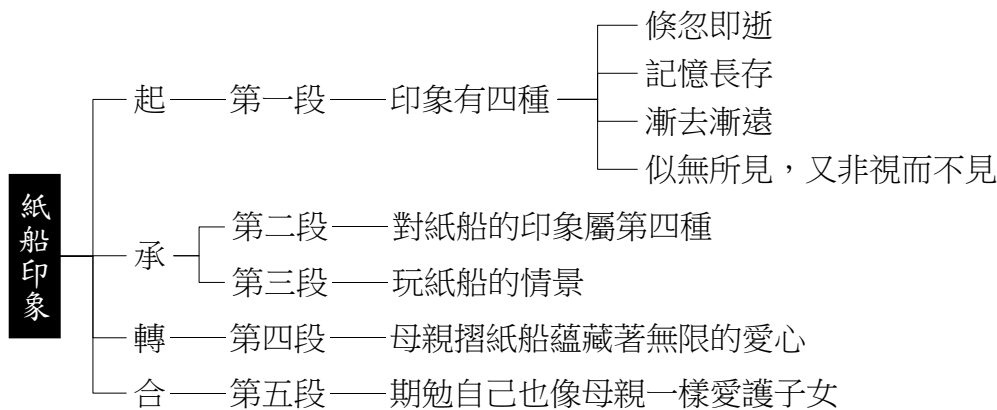 紙船印象
起 第一段 印象有四種
倏忽即逝
記憶長存
漸去漸遠
似無所見，又非視而不見
承
第二段 對紙船的印象屬第四種
第三段 玩紙船的情景
轉 第四段 母親摺紙船蘊藏著無限的愛心
合 第五段 期勉自己也像母親一樣愛護子女